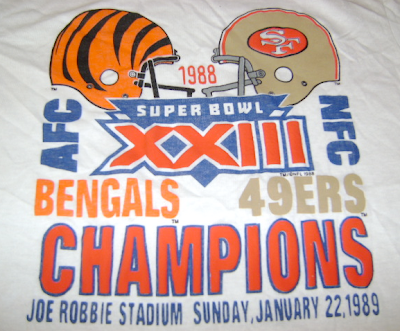 SF
1988
AFC
SUPER BOWL
XXIII
NFC
BENGALS
49ERS
CHAMPIONS
JOE ROBBIE STADIUM SUNDAY, JANUARY 22, 1989